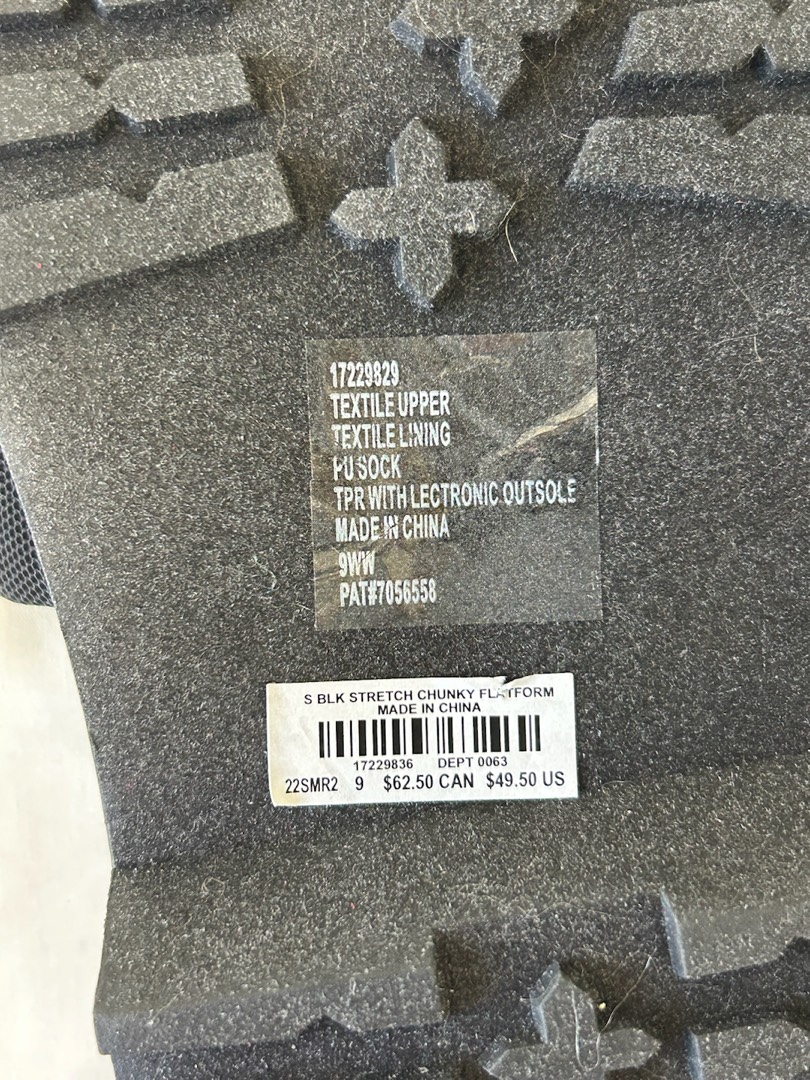 17229829
TEXTILE UPPER
TEXTILE LINING
PU SOCK
TPR WITH LECTRONIC OUTSOLE
MADE IN CHINA
9WW
PAT#7056558
S BLK STRETCH CHUNKY FLATFORM
MADE IN CHINA
17229836 DEPT 0063
22SMR2 9 $62.50 CAN $49.50 US